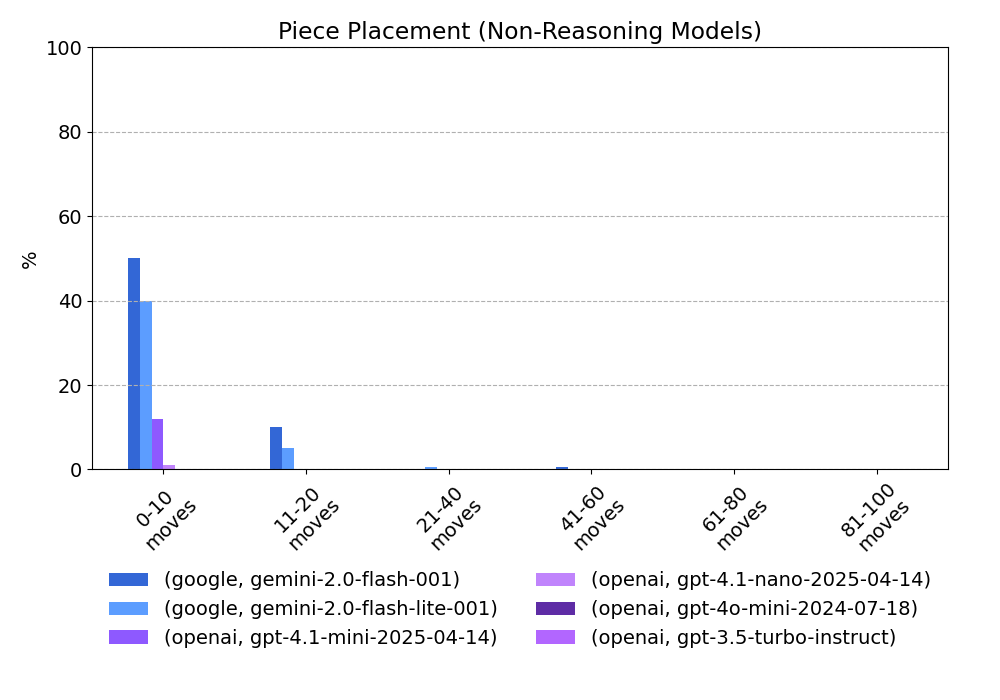 Piece Placement (Non-Reasoning Models)
100
80
60
40
20
0
%
0-10
moves
11-20
moves
21-40
moves
41-60
moves
61-80
moves
81-100
moves
(google, gemini-2.0-flash-001)
(google, gemini-2.0-flash-lite-001)
(openai, gpt-4.1-mini-2025-04-14)
(openai, gpt-4.1-nano-2025-04-14)
(openai, gpt-4o-mini-2024-07-18)
(openai, gpt-3.5-turbo-instruct)